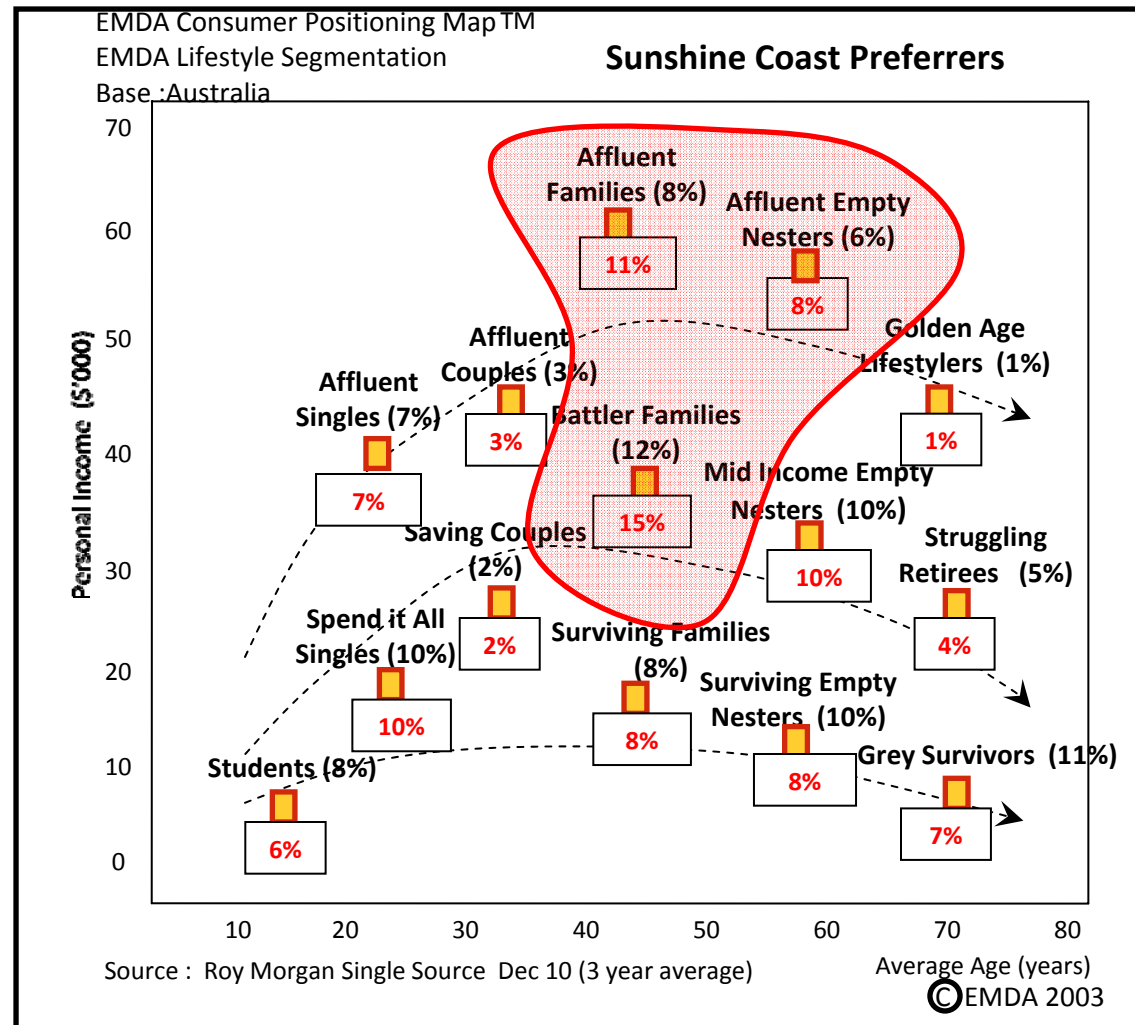 EMDA Consumer Positioning Map TM
EMDA Lifestyle Segmentation
Base :Australia
Sunshine Coast Preferrers
Personal Income ($'000)
70
60
50
40
30
20
10
0
Affluent
Families (8%)
11%
Affluent Empty
Nesters (6%)
8%
Affluent
Couples (3%)
3%
Golden Age
Lifestylers (1%)
1%
Affluent
Singles (7%)
7%
Battler Families
(12%)
15%
Mid Income Empty
Nesters (10%)
10%
Saving Couples
(2%)
2%
Struggling
Retirees (5%)
4%
Spend it All
Singles (10%)
10%
Surviving Families
(8%)
8%
Surviving Empty
Nesters (10%)
8%
Students (8%)
6%
Grey Survivors (11%)
7%
10 20 30 40 50 60 70 80
Source : Roy Morgan Single Source Dec 10 (3 year average)
Average Age (years)
© EMDA 2003